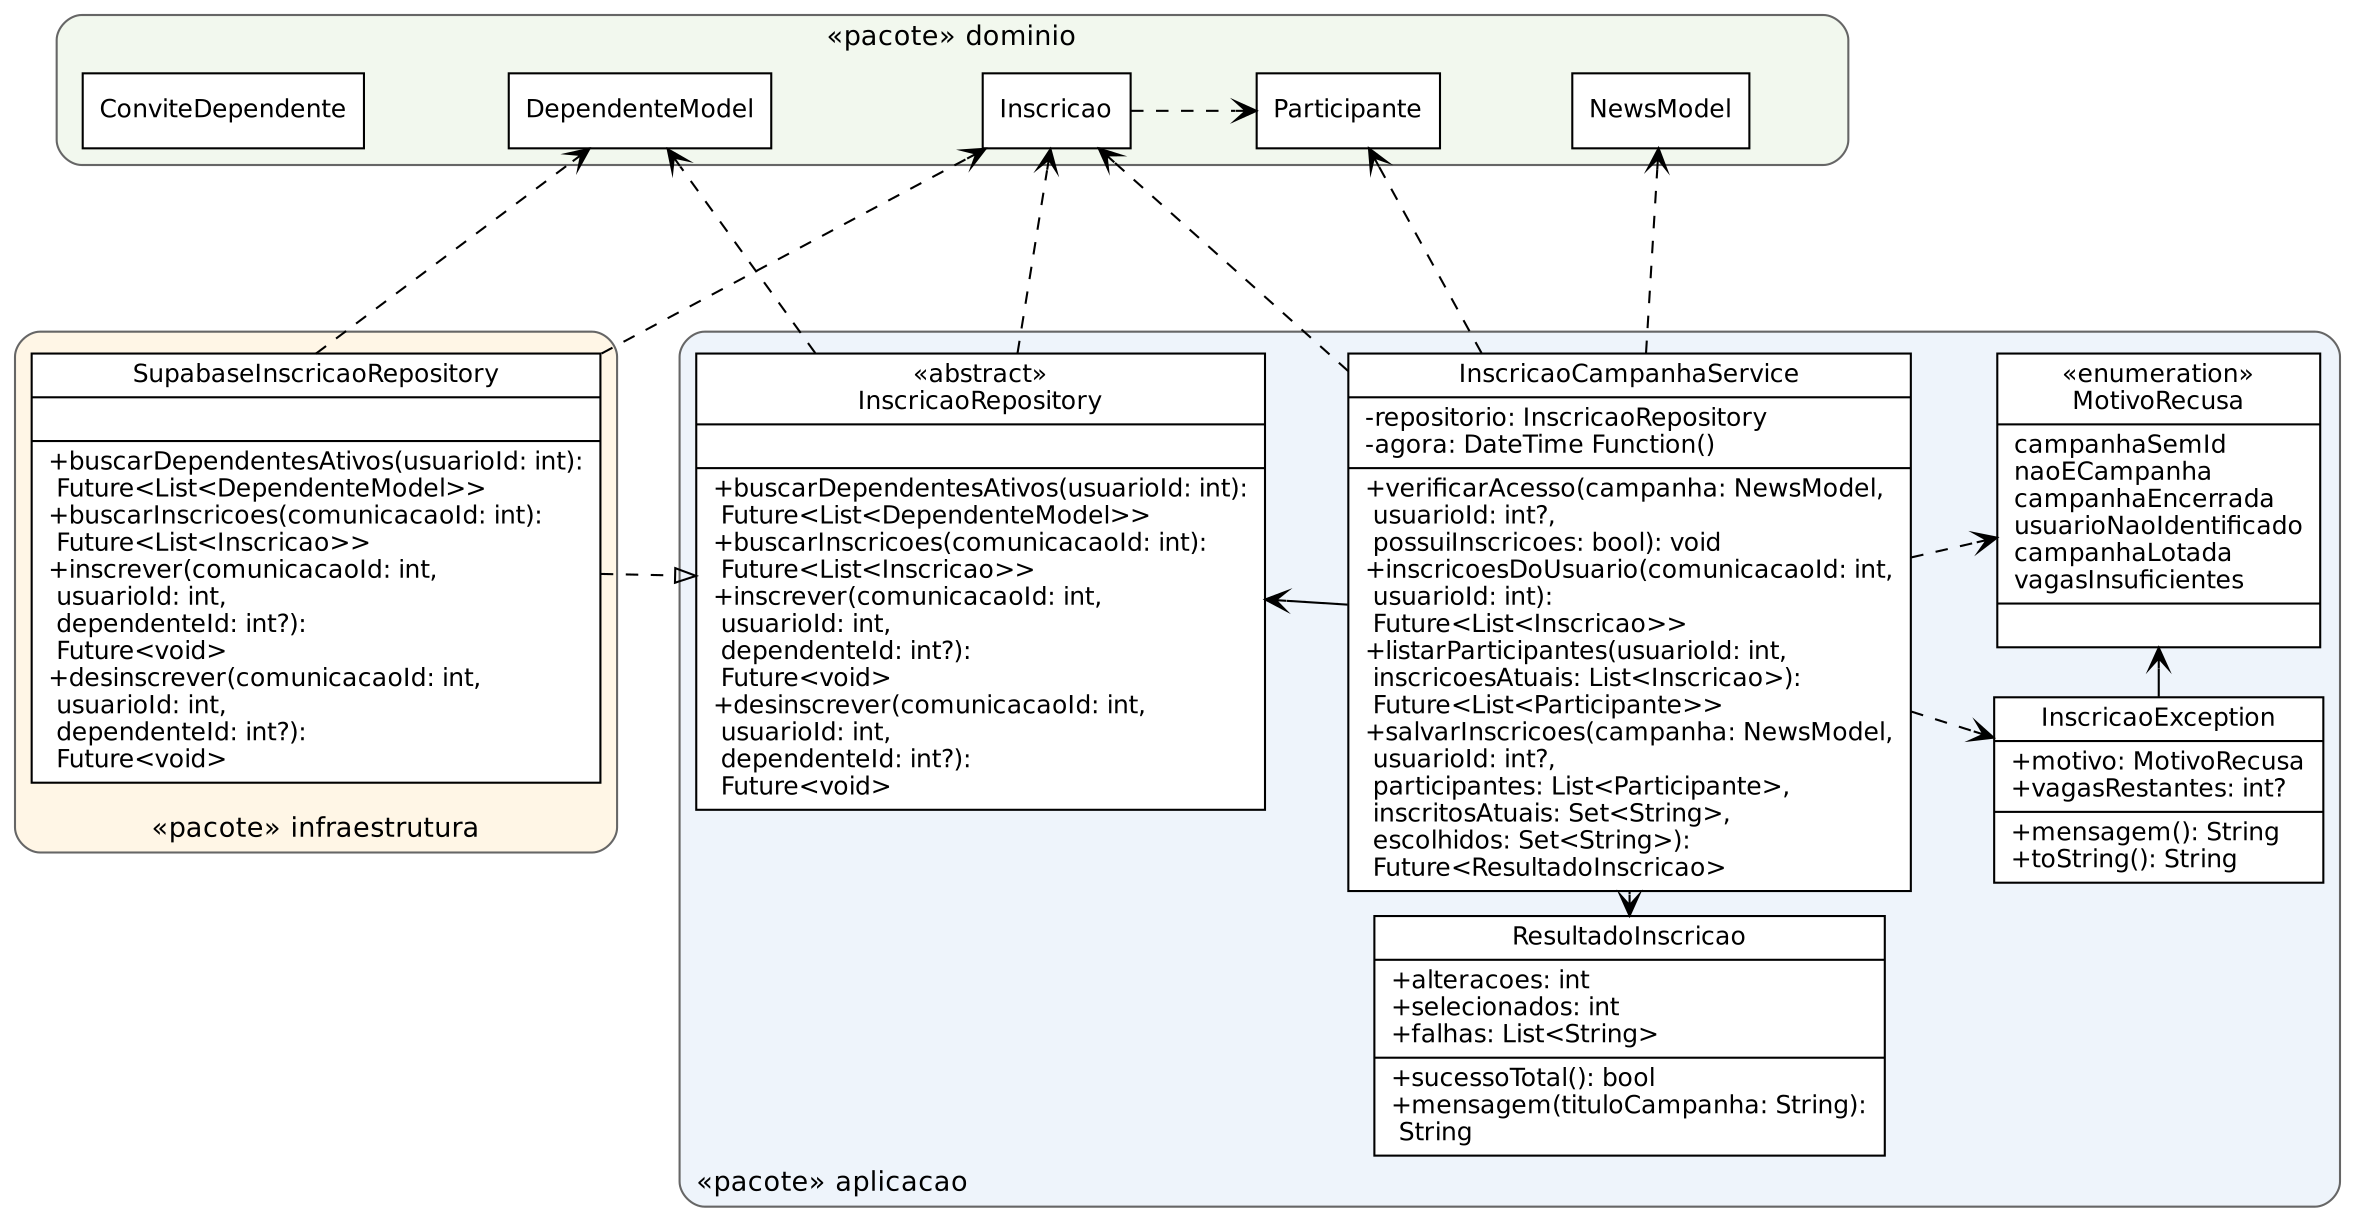 «pacote» dominio
ConviteDependente
DependenteModel
Inscricao
Participante
NewsModel
SupabaseInscricaoRepository
+buscarDependentesAtivos(usuarioId: int):
Future<List<DependenteModel>>
+buscarInscricoes(comunicacaoId: int):
Future<List<Inscricao>>
+inscrever(comunicacaoId: int,
usuarioId: int,
dependenteId: int?):
Future<void>
+desinscrever(comunicacaoId: int,
usuarioId: int,
dependenteId: int?):
Future<void>
«pacote» infraestrutura
«abstract»
InscricaoRepository
+buscarDependentesAtivos(usuarioId: int):
Future<List<DependenteModel>>
+buscarInscricoes(comunicacaoId: int):
Future<List<Inscricao>>
+inscrever(comunicacaoId: int,
usuarioId: int,
dependenteId: int?):
Future<void>
+desinscrever(comunicacaoId: int,
usuarioId: int,
dependenteId: int?):
Future<void>
InscricaoCampanhaService
-repositorio: InscricaoRepository
-agora: DateTime Function()
+verificarAcesso(campanha: NewsModel,
usuarioId: int?,
possuiInscricoes: bool): void
+inscricoesDoUsuario(comunicacaoId: int,
usuarioId: int):
Future<List<Inscricao>>
+listarParticipantes(usuarioId: int,
inscricoesAtuais: List<Inscricao>):
Future<List<Participante>>
+salvarInscricoes(campanha: NewsModel,
usuarioId: int?,
participantes: List<Participante>,
inscritosAtuais: Set<String>,
escolhidos: Set<String>):
Future<ResultadoInscricao>
«enumeration»
MotivoRecusa
campanhaSemId
naoECampanha
campanhaEncerrada
usuarioNaoIdentificado
campanhaLotada
vagasInsuficientes
InscricaoException
+motivo: MotivoRecusa
+vagasRestantes: int?
+mensagem(): String
+toString(): String
ResultadoInscricao
+alteracoes: int
+selecionados: int
+falhas: List<String>
+sucessoTotal(): bool
+mensagem(tituloCampanha: String):
String
«pacote» aplicacao